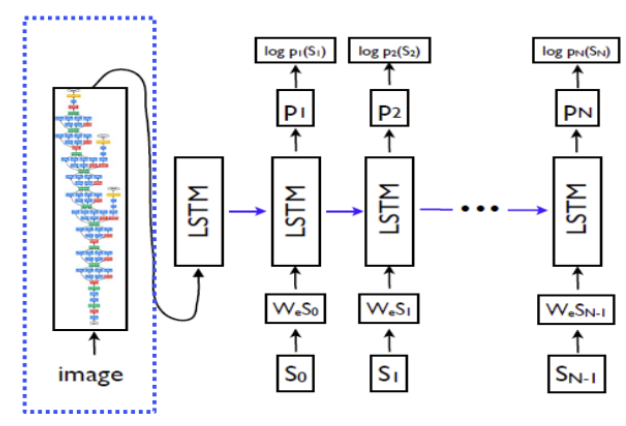 log p₁(S₁) log p₂(S₂) log pN(SN)
p₁ p₂ pN
LSTM LSTM LSTM LSTM
WeS₀ WeS₁ WeSN-1
image S₀ S₁ SN-1